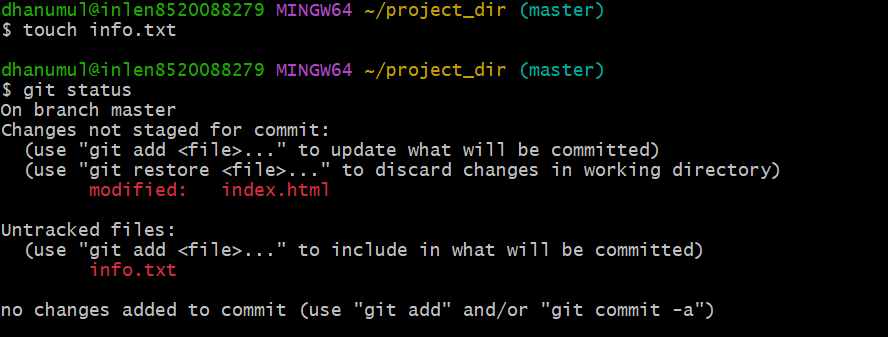 dhanumul@inlen8520088279 MINGW64 ~/project_dir (master)
$ touch info.txt
dhanumul@inlen8520088279 MINGW64 ~/project_dir (master)
$ git status
On branch master
Changes not staged for commit:
  (use "git add <file>..." to update what will be committed)
  (use "git restore <file>..." to discard changes in working directory)
        modified:   index.html
Untracked files:
  (use "git add <file>..." to include in what will be committed)
        info.txt
no changes added to commit (use "git add" and/or "git commit -a")